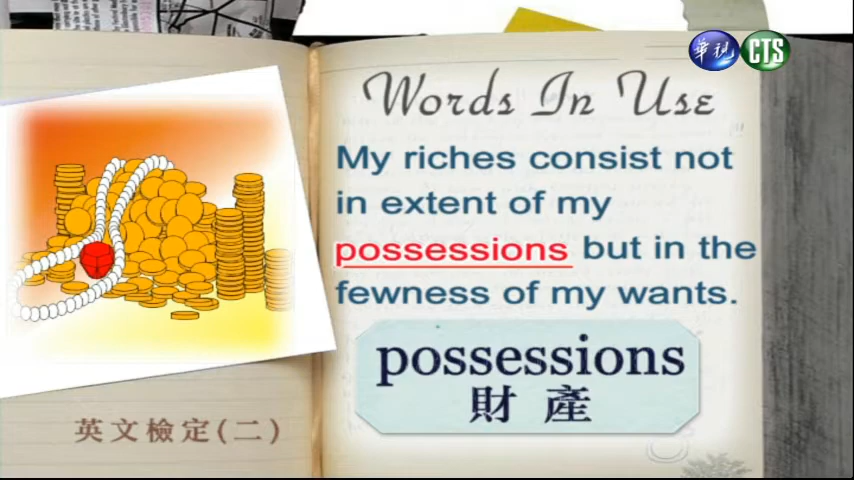 華視 CTS
Words In Use
My riches consist not
in extent of my
possessions but in the
fewness of my wants.
possessions
財產
英文檢定(二)